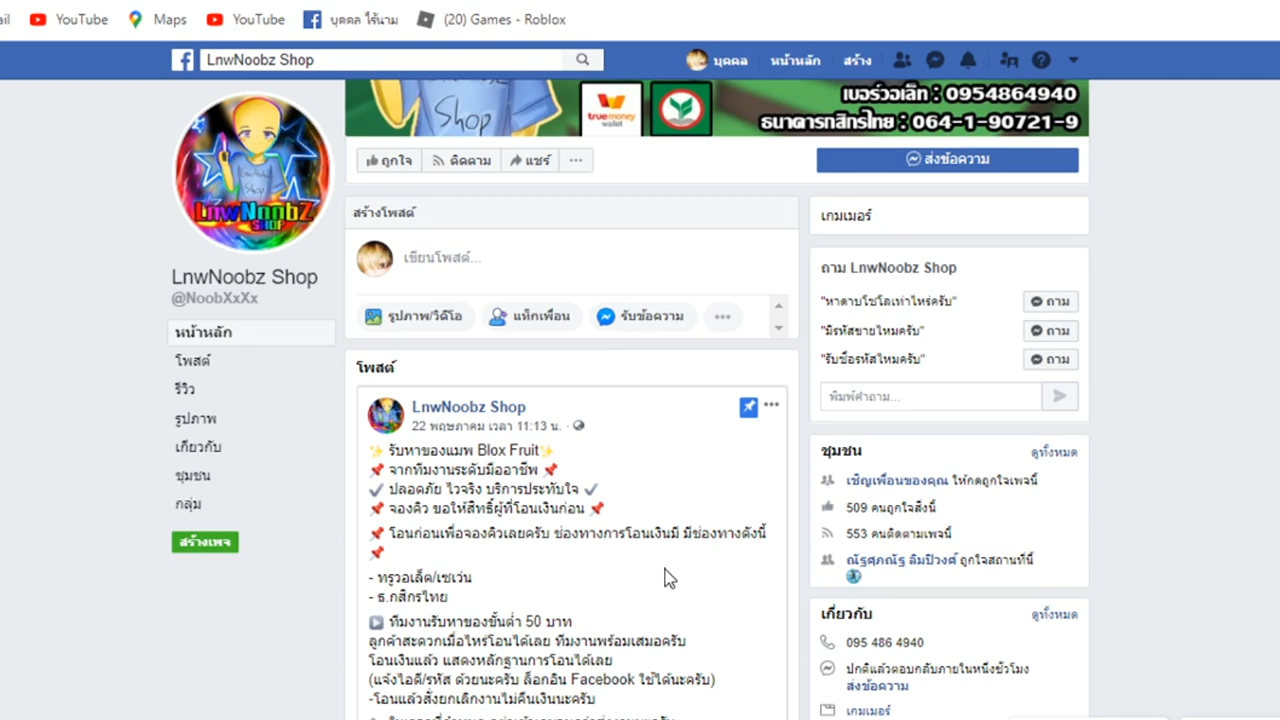 ail YouTube Maps YouTube บุคคล ไร้นาม (20) Games - Roblox
LnwNoobz Shop บุคคล หน้าหลัก สร้าง
Shop
truemoney
wallet
เบอร์วอเล็ท : 0954864940
ธนาคารกสิกรไทย : 064-1-90721-9
LnwNoobZ
SHOP
ถูกใจ ติดตาม แชร์ ... ส่งข้อความ
LnwNoobz Shop
@NoobXxXx
หน้าหลัก
โพสต์
รีวิว
รูปภาพ
เกี่ยวกับ
ชุมชน
กลุ่ม
สร้างเพจ
สร้างโพสต์
เขียนโพสต์...
รูปภาพ/วิดีโอ แท็กเพื่อน รับข้อความ ...
โพสต์
LnwNoobz Shop
22 พฤษภาคม เวลา 11:13 น. ·
✨ รับหาของแมพ Blox Fruit✨
📌 จากทีมงานระดับมืออาชีพ 📌
✔ ปลอดภัย ไวจริง บริการประทับใจ ✔
📌 จองคิว ขอให้สิทธิ์ผู้ที่โอนเงินก่อน 📌
📌 โอนก่อนเพื่อจองคิวเลยครับ ช่องทางการโอนเงินมี มีช่องทางดังนี้
📌
- ทรูวอเล็ต/เซเว่น
- ธ.กสิกรไทย
▶ ทีมงานรับหาของขั้นต่ำ 50 บาท
ลูกค้าสะดวกเมื่อไหร่โอนได้เลย ทีมงานพร้อมเสมอครับ
โอนเงินแล้ว แสดงหลักฐานการโอนได้เลย
(แจ้งไอดี/รหัส ด้วยนะครับ ล็อกอิน Facebook ใช้ได้นะครับ)
-โอนแล้วสั่งยกเลิกงานไม่คืนเงินนะครับ
เกมเมอร์
ถาม LnwNoobz Shop
"หาดาบโซโลเท่าไหร่ครับ" ถาม
"มีรหัสขายไหมครับ" ถาม
"รับซื้อรหัสไหมครับ" ถาม
พิมพ์คำถาม...
ชุมชน ดูทั้งหมด
เชิญเพื่อนของคุณ ให้กดถูกใจเพจนี้
509 คนถูกใจสิ่งนี้
553 คนติดตามเพจนี้
ณัฐศุภณัฐ ลิมปิวงศ์ ถูกใจสถานที่นี้
เกี่ยวกับ ดูทั้งหมด
095 486 4940
ปกติแล้วตอบกลับภายในหนึ่งชั่วโมง
ส่งข้อความ
เกมเมอร์